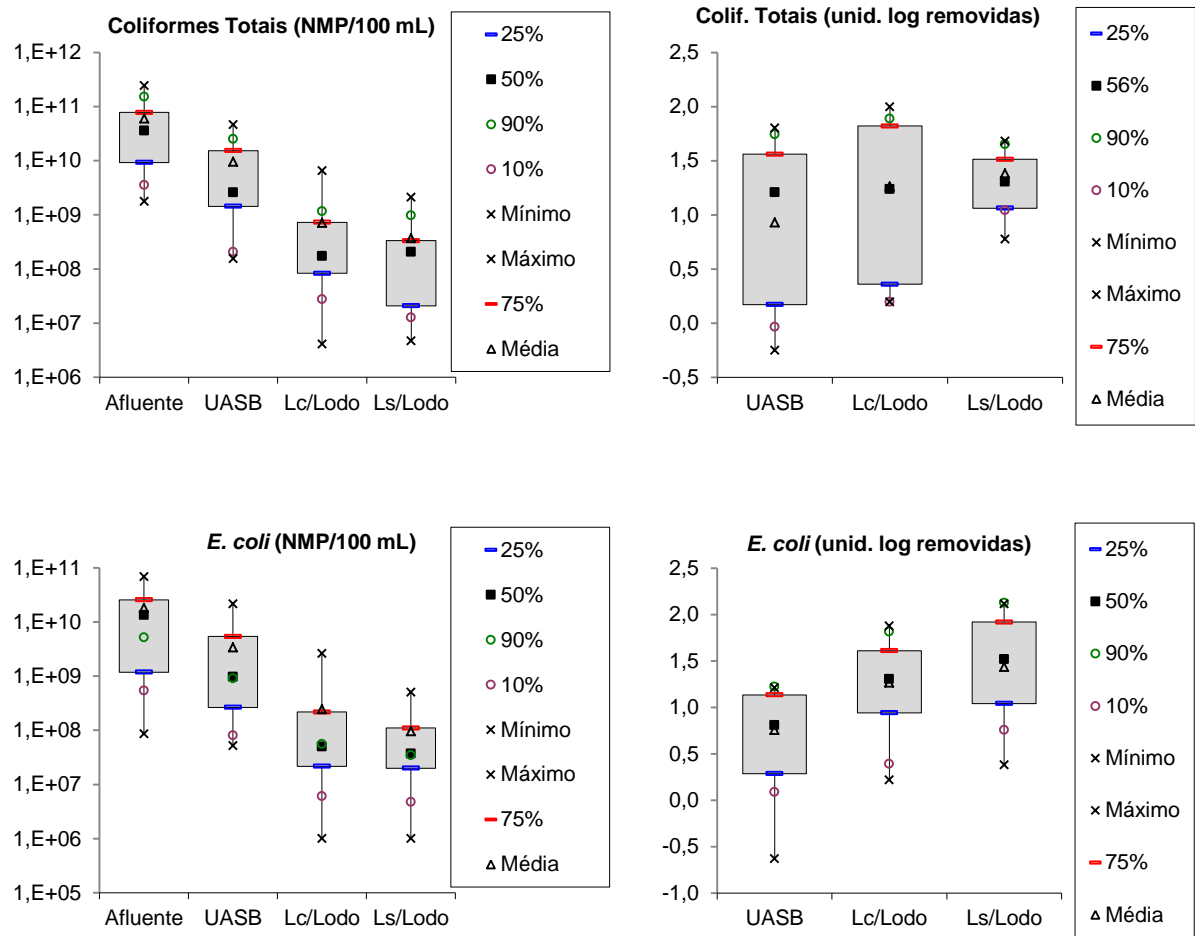 Coliformes Totais (NMP/100 mL)
1,E+12
1,E+11
1,E+10
1,E+09
1,E+08
1,E+07
1,E+06
Afluente UASB Lc/Lodo Ls/Lodo
25%
50%
90%
10%
Mínimo
Máximo
75%
Média
Colif. Totais (unid. log removidas)
2,5
2,0
1,5
1,0
0,5
0,0
-0,5
UASB Lc/Lodo Ls/Lodo
25%
56%
90%
10%
Mínimo
Máximo
75%
Média
E. coli (NMP/100 mL)
1,E+11
1,E+10
1,E+09
1,E+08
1,E+07
1,E+06
1,E+05
Afluente UASB Lc/Lodo Ls/Lodo
25%
50%
90%
10%
Mínimo
Máximo
75%
Média
E. coli (unid. log removidas)
2,5
2,0
1,5
1,0
0,5
0,0
-0,5
-1,0
UASB Lc/Lodo Ls/Lodo
25%
50%
90%
10%
Mínimo
Máximo
75%
Média